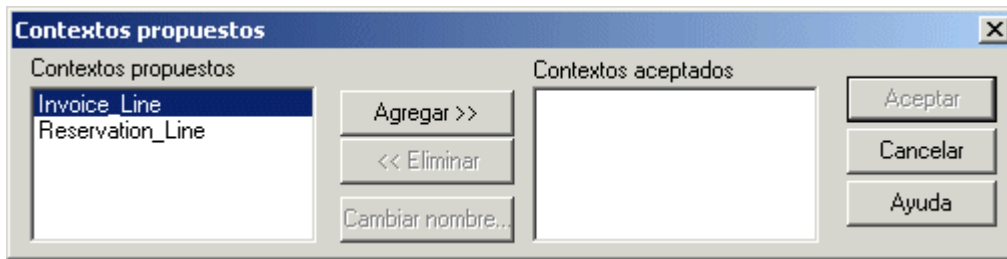 Contextos propuestos
Contextos propuestos
Invoice_Line
Reservation_Line
Agregar >>
<< Eliminar
Cambiar nombre...
Contextos aceptados
Aceptar
Cancelar
Ayuda